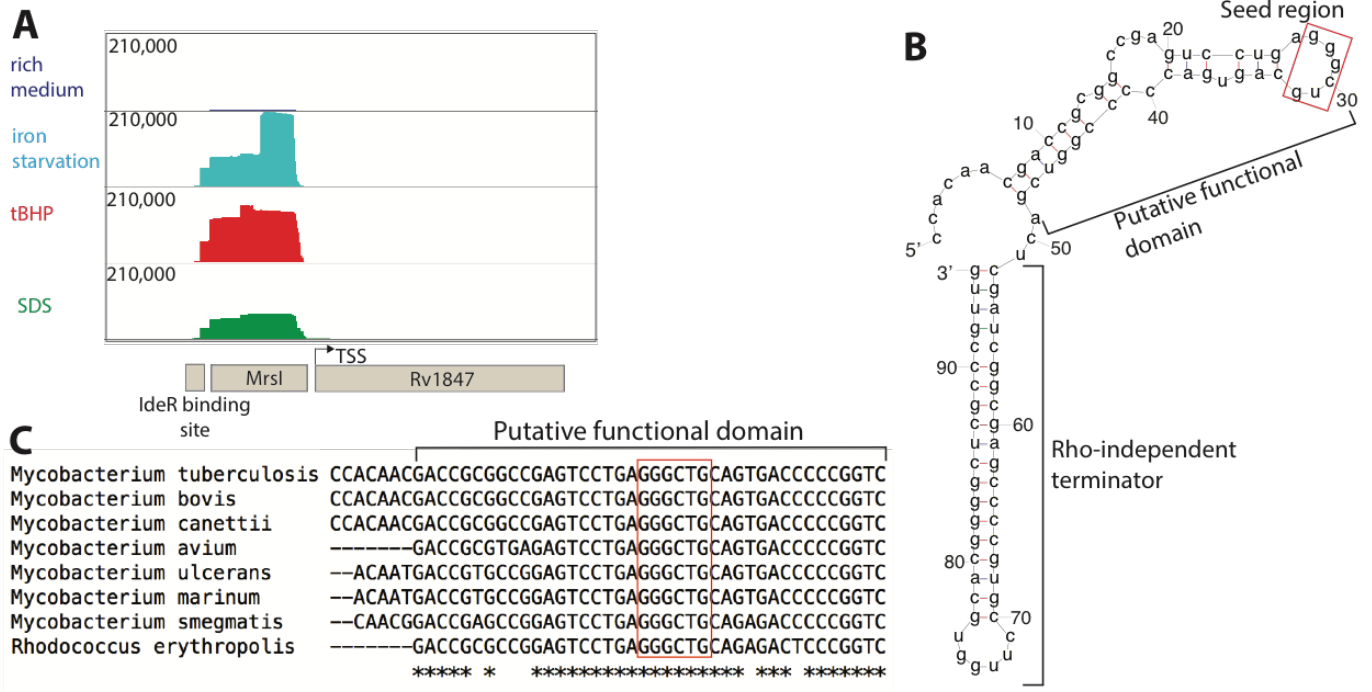 A
210,000
rich
medium
210,000
iron
starvation
210,000
tBHP
210,000
SDS
TSS
MrsI
Rv1847
IdeR binding
site
B
Seed region
5'
c c a c a a c g a c c g c g g c c g a g u c c u g a g g g c u g c a g u g a c c c c c g g u c g a c u
10
20
30
40
50
60
70
80
90
3'
Putative functional
domain
Rho-independent
terminator
C
Putative functional domain
Mycobacterium tuberculosis CCACAACGACCGCGGCCGAGTCCTGAGGGCTGCAGTGACCCCCGGTC
Mycobacterium bovis CCACAACGACCGCGGCCGAGTCCTGAGGGCTGCAGTGACCCCCGGTC
Mycobacterium canettii CCACAACGACCGCGGCCGAGTCCTGAGGGCTGCAGTGACCCCCGGTC
Mycobacterium avium -------GACCGCGTGAGAGTCCTGAGGGCTGCAGTGACCCCCGGTC
Mycobacterium ulcerans --ACAATGACCGTGCCGGAGTCCTGAGGGCTGCAGTGACCCCCGGTC
Mycobacterium marinum --ACAATGACCGTGCCGGAGTCCTGAGGGCTGCAGTGACCCCCGGTC
Mycobacterium smegmatis --CAACGGACCGAGCCGGAGTCCTGAGGGCTGCAGAGACCCCCGGTC
Rhodococcus erythropolis -------GACCGCGCGCGAGTCCTGAGGGCTGCAGAGACTCCCGGTC
***** * ****************** *** *******